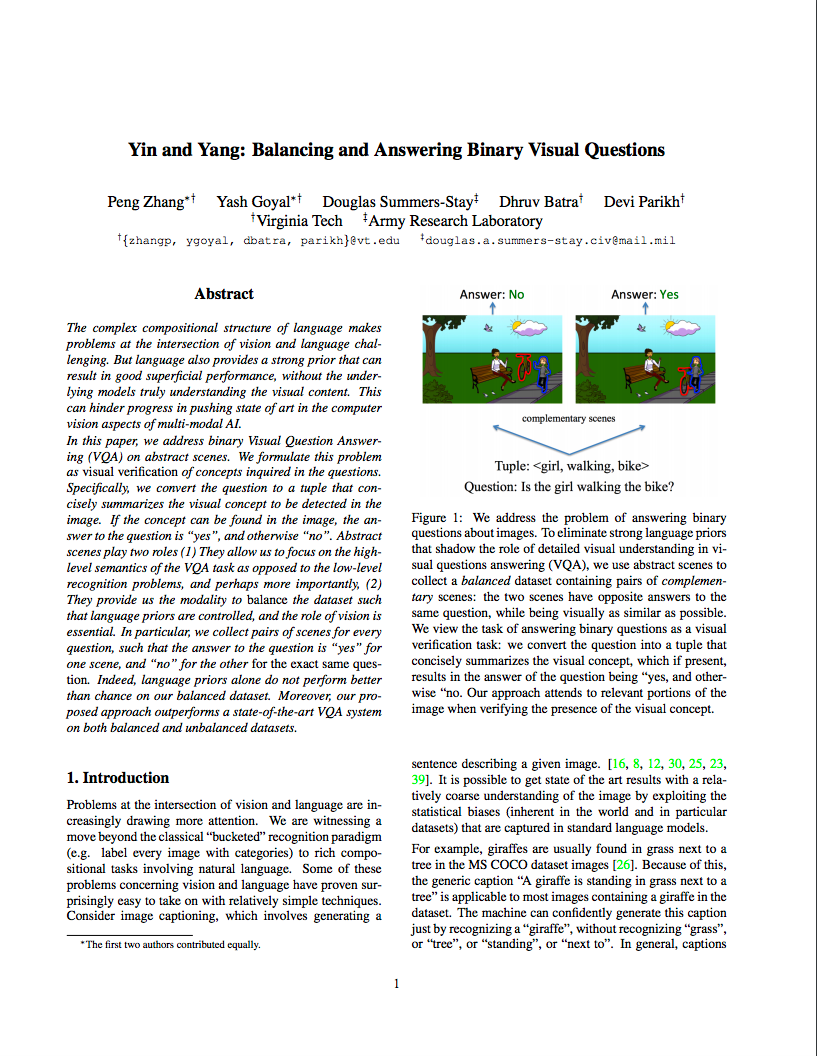 Yin and Yang: Balancing and Answering Binary Visual Questions
Peng Zhang*† Yash Goyal*† Douglas Summers-Stay‡ Dhruv Batra† Devi Parikh†
†Virginia Tech ‡Army Research Laboratory
†{zhangp, ygoyal, dbatra, parikh}@vt.edu ‡douglas.a.summers-stay.civ@mail.mil
Abstract
The complex compositional structure of language makes
problems at the intersection of vision and language chal-
lenging. But language also provides a strong prior that can
result in good superficial performance, without the under-
lying models truly understanding the visual content. This
can hinder progress in pushing state of art in the computer
vision aspects of multi-modal AI.
In this paper, we address binary Visual Question Answer-
ing (VQA) on abstract scenes. We formulate this problem
as visual verification of concepts inquired in the questions.
Specifically, we convert the question to a tuple that con-
cisely summarizes the visual concept to be detected in the
image. If the concept can be found in the image, the an-
swer to the question is “yes”, and otherwise “no”. Abstract
scenes play two roles (1) They allow us to focus on the high-
level semantics of the VQA task as opposed to the low-level
recognition problems, and perhaps more importantly, (2)
They provide us the modality to balance the dataset such
that language priors are controlled, and the role of vision is
essential. In particular, we collect pairs of scenes for every
question, such that the answer to the question is “yes” for
one scene, and “no” for the other for the exact same ques-
tion. Indeed, language priors alone do not perform better
than chance on our balanced dataset. Moreover, our pro-
posed approach outperforms a state-of-the-art VQA system
on both balanced and unbalanced datasets.
1. Introduction
Problems at the intersection of vision and language are in-
creasingly drawing more attention. We are witnessing a
move beyond the classical “bucketed” recognition paradigm
(e.g. label every image with categories) to rich compo-
sitional tasks involving natural language. Some of these
problems concerning vision and language have proven sur-
prisingly easy to take on with relatively simple techniques.
Consider image captioning, which involves generating a
*The first two authors contributed equally.
Answer: No Answer: Yes
complementary scenes
Tuple: <girl, walking, bike>
Question: Is the girl walking the bike?
Figure 1: We address the problem of answering binary
questions about images. To eliminate strong language priors
that shadow the role of detailed visual understanding in vi-
sual questions answering (VQA), we use abstract scenes to
collect a balanced dataset containing pairs of complemen-
tary scenes: the two scenes have opposite answers to the
same question, while being visually as similar as possible.
We view the task of answering binary questions as a visual
verification task: we convert the question into a tuple that
concisely summarizes the visual concept, which if present,
results in the answer of the question being “yes, and other-
wise “no. Our approach attends to relevant portions of the
image when verifying the presence of the visual concept.
sentence describing a given image. [16, 8, 12, 30, 25, 23,
39]. It is possible to get state of the art results with a rela-
tively coarse understanding of the image by exploiting the
statistical biases (inherent in the world and in particular
datasets) that are captured in standard language models.
For example, giraffes are usually found in grass next to a
tree in the MS COCO dataset images [26]. Because of this,
the generic caption “A giraffe is standing in grass next to a
tree” is applicable to most images containing a giraffe in the
dataset. The machine can confidently generate this caption
just by recognizing a “giraffe”, without recognizing “grass”,
or “tree”, or “standing”, or “next to”. In general, captions
1